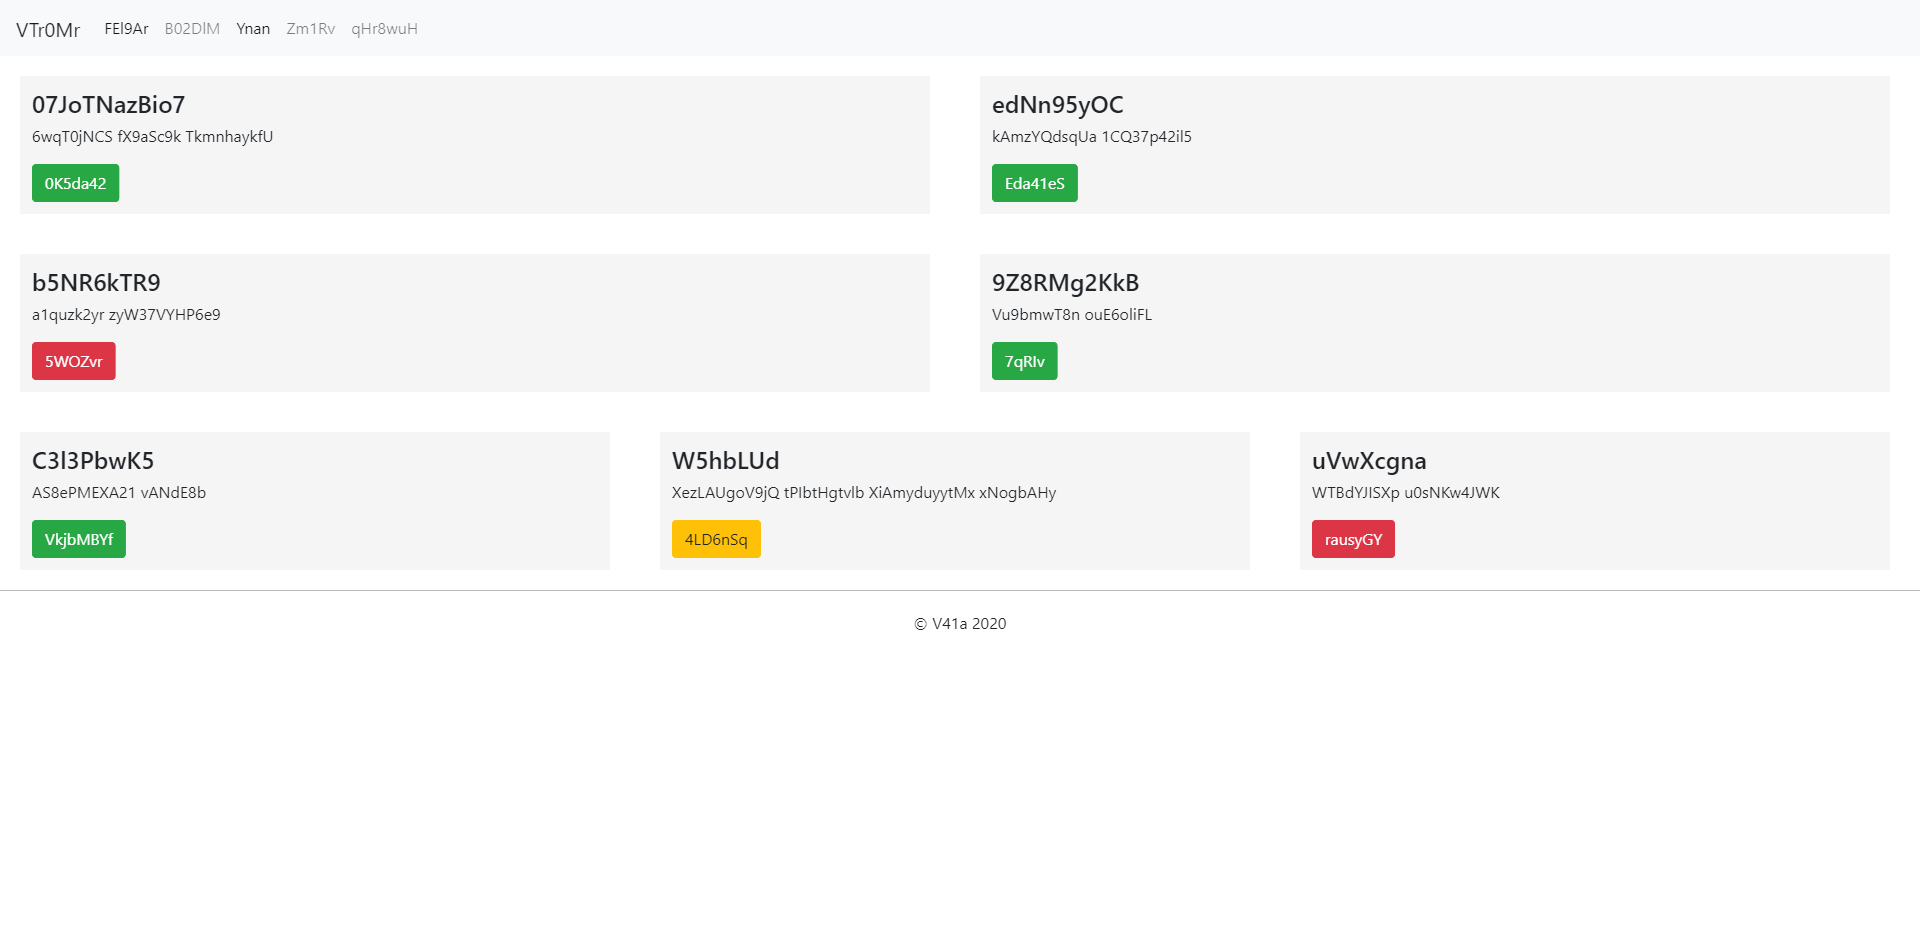 VTr0Mr FEl9Ar B02DlM Ynan Zm1Rv qHr8wuH
07JoTNazBio7
6wqT0jNCS fX9aSc9k TkmnhaykfU
0K5da42
edNn95yOC
kAmzYQdsqUa 1CQ37p42il5
Eda41eS
b5NR6kTR9
a1quzk2yr zyW37VYHP6e9
5WOZvr
9Z8RMg2KkB
Vu9bmwT8n ouE6oliFL
7qRIv
C3l3PbwK5
AS8ePMEXA21 vANdE8b
VkjbMBYf
W5hbLUd
XezLAUgoV9jQ tPIbtHgtvlb XiAmyduyytMx xNogbAHy
4LD6nSq
uVwXcgna
WTBdYJISXp u0sNKw4JWK
rausyGY
© V41a 2020